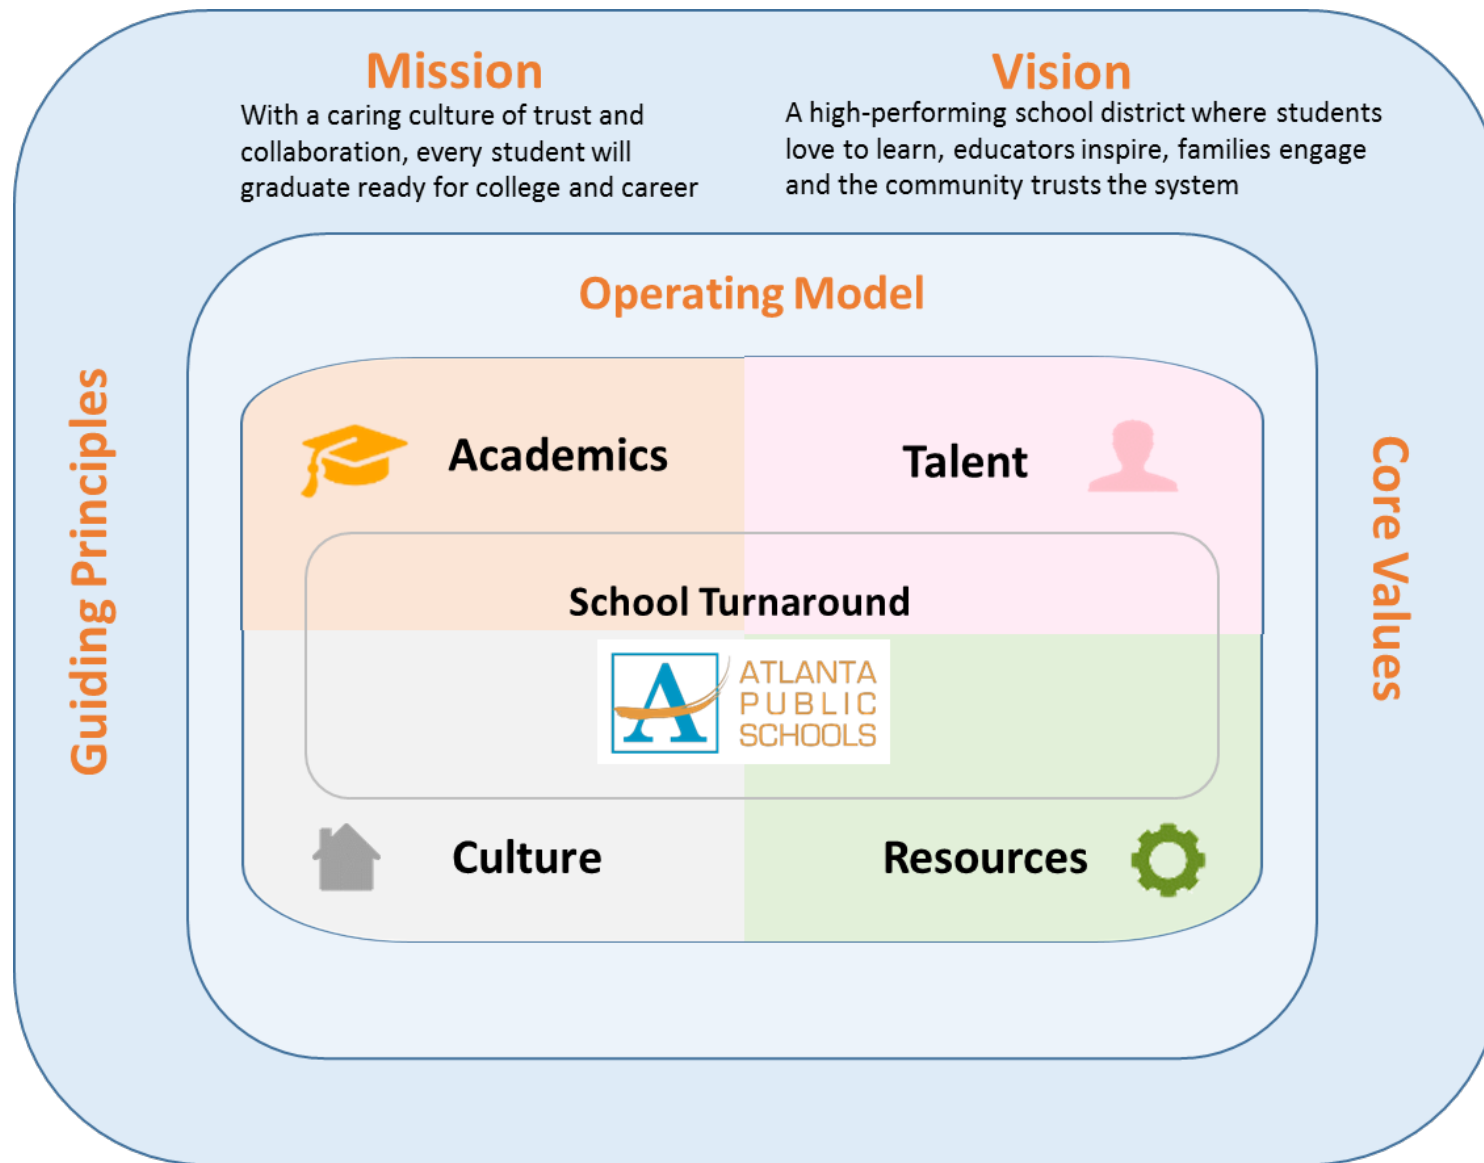 Mission
With a caring culture of trust and
collaboration, every student will
graduate ready for college and career
Vision
A high-performing school district where students
love to learn, educators inspire, families engage
and the community trusts the system
Guiding Principles
Operating Model
Academics
Talent
School Turnaround
A
ATLANTA
PUBLIC
SCHOOLS
Culture
Resources
Core Values